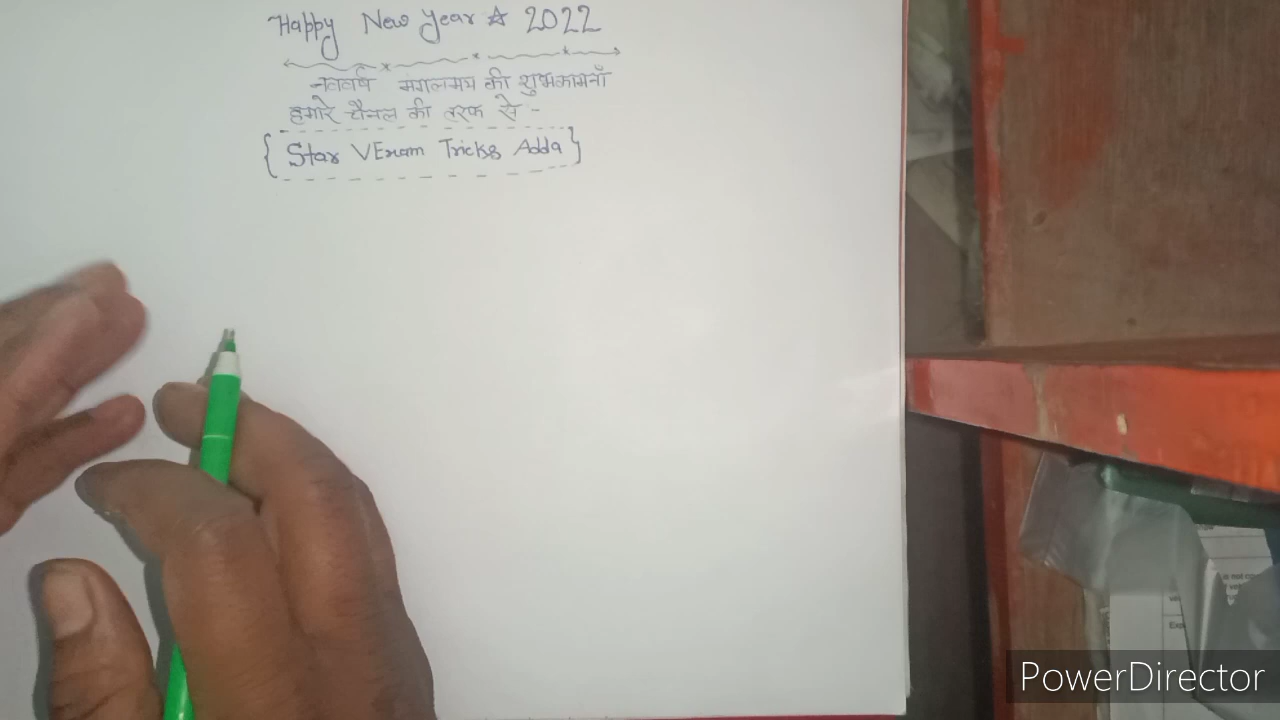 Happy New Year ☆ 2022
नववर्ष मंगलमय की शुभकामनाँ
हमारे चैनल की तरफ से -
{ Star VExam Tricks Adda }
PowerDirector